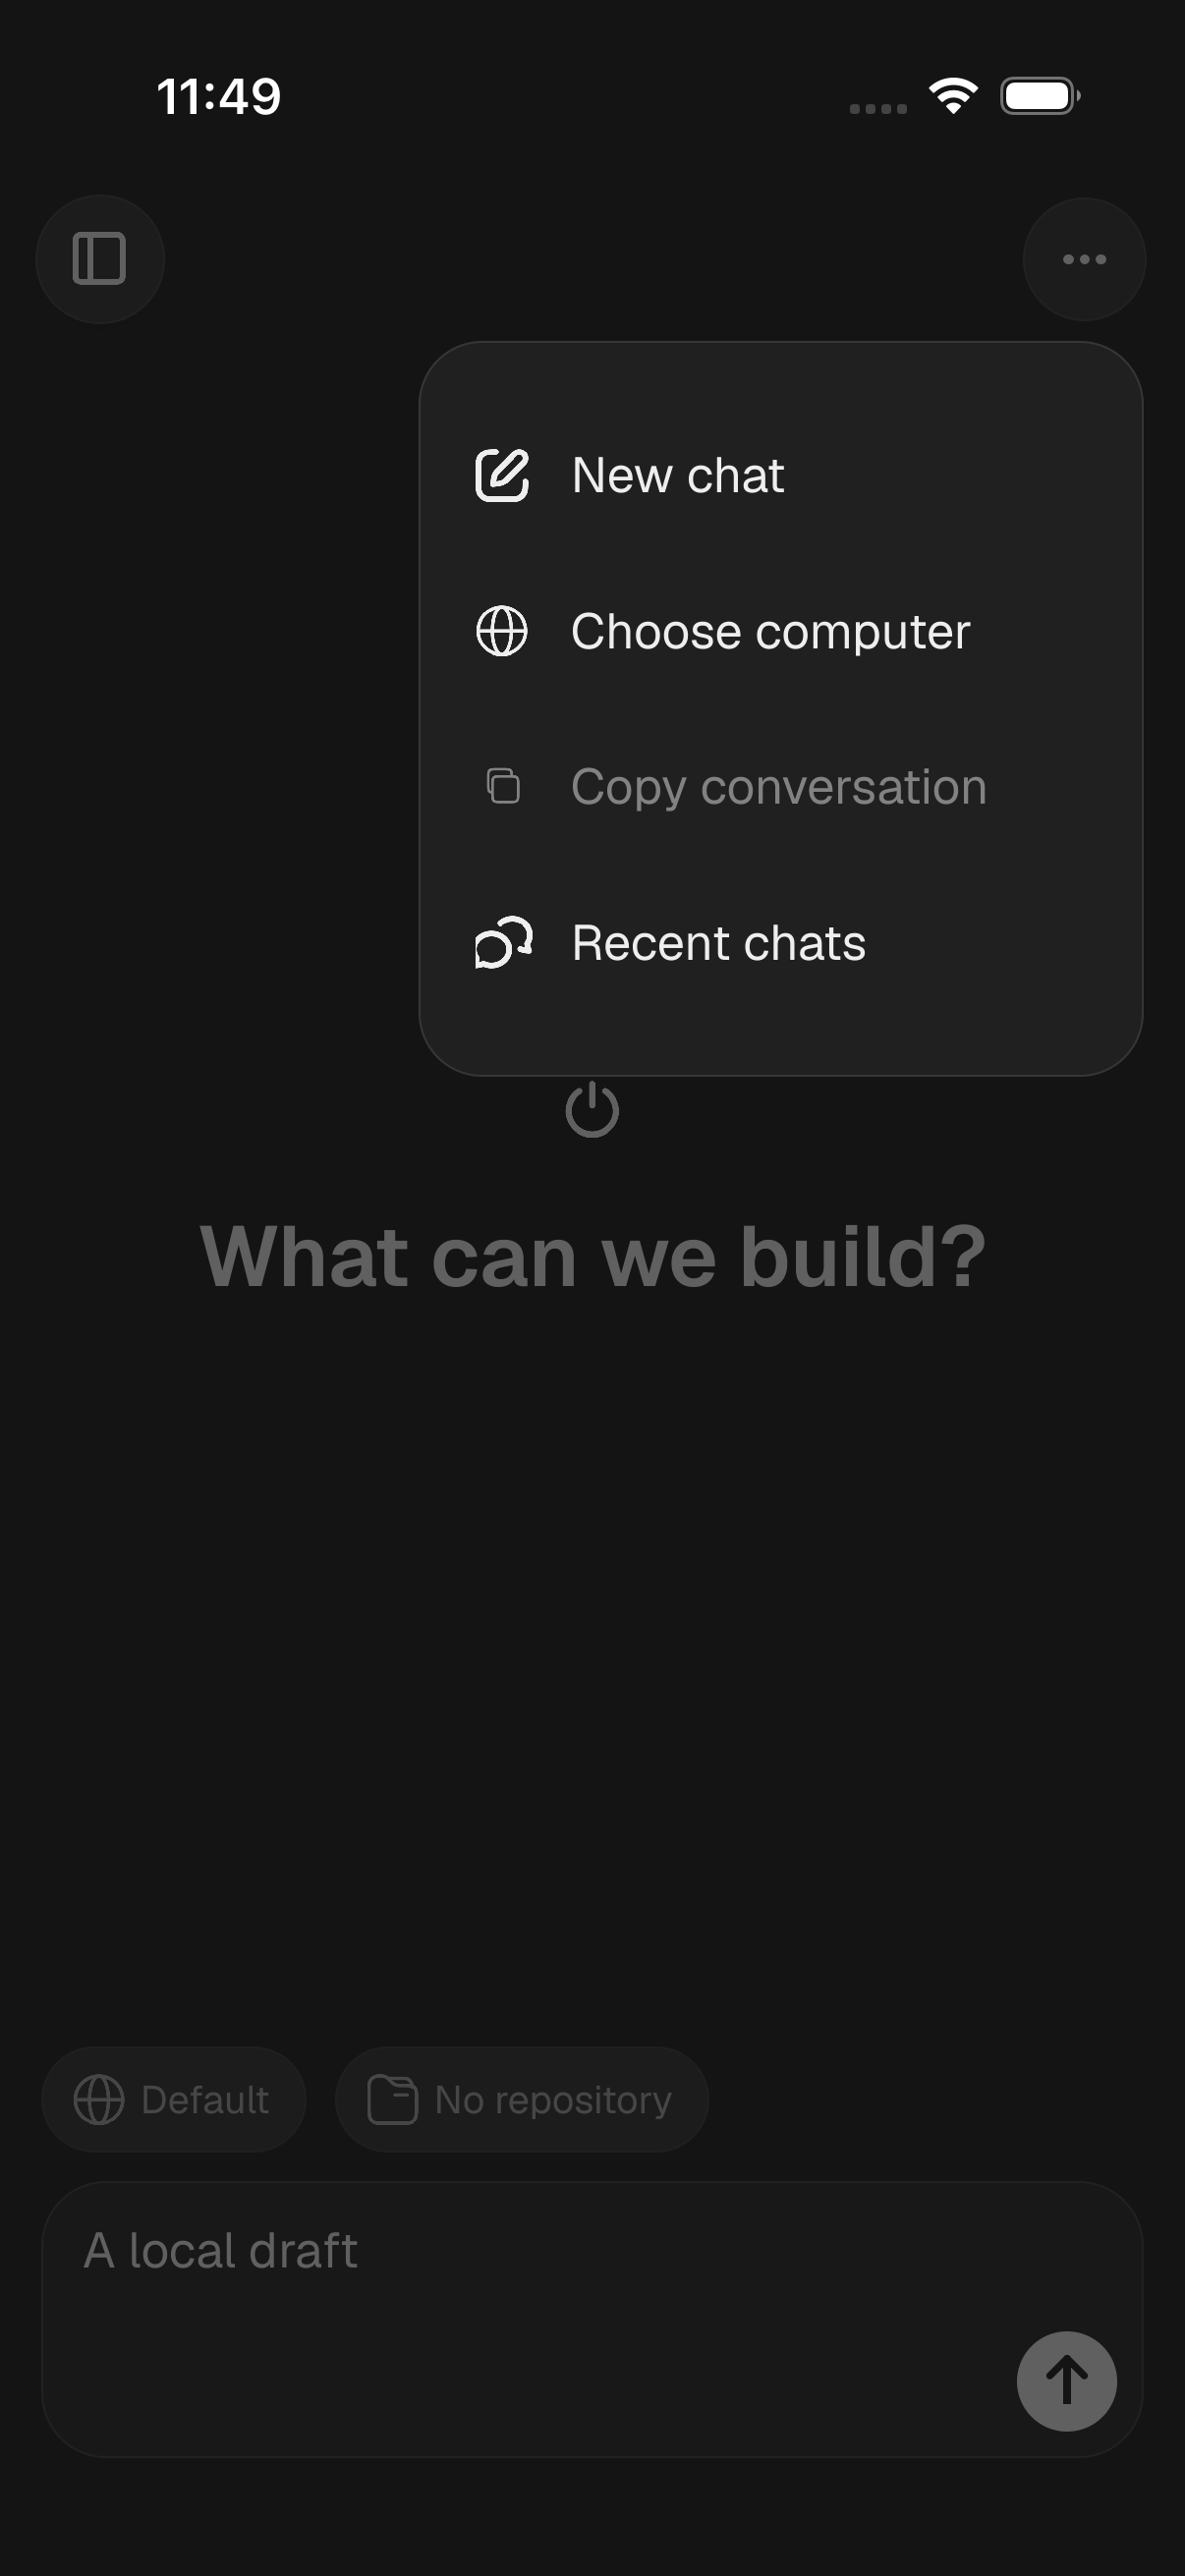 11:49
New chat
Choose computer
Copy conversation
Recent chats
What can we build?
Default
No repository
A local draft